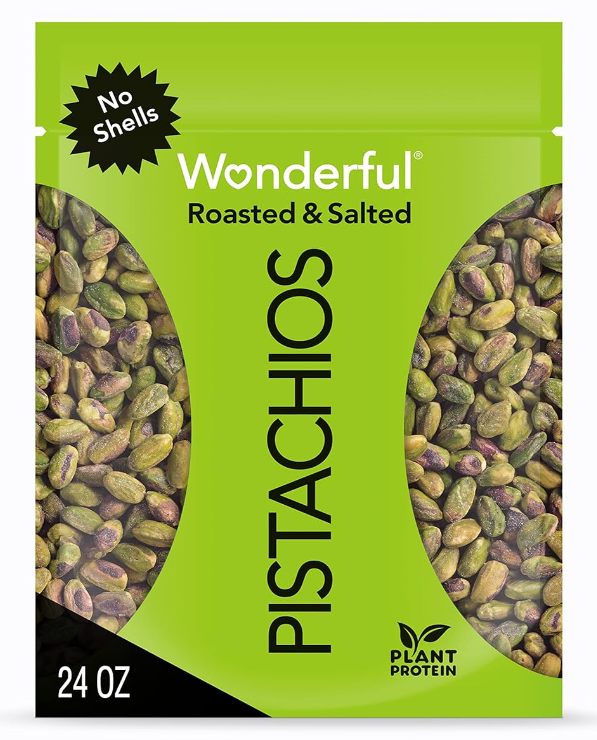 No
Shells
Wonderful®
Roasted & Salted
PISTACHIOS
PLANT
PROTEIN
24 OZ